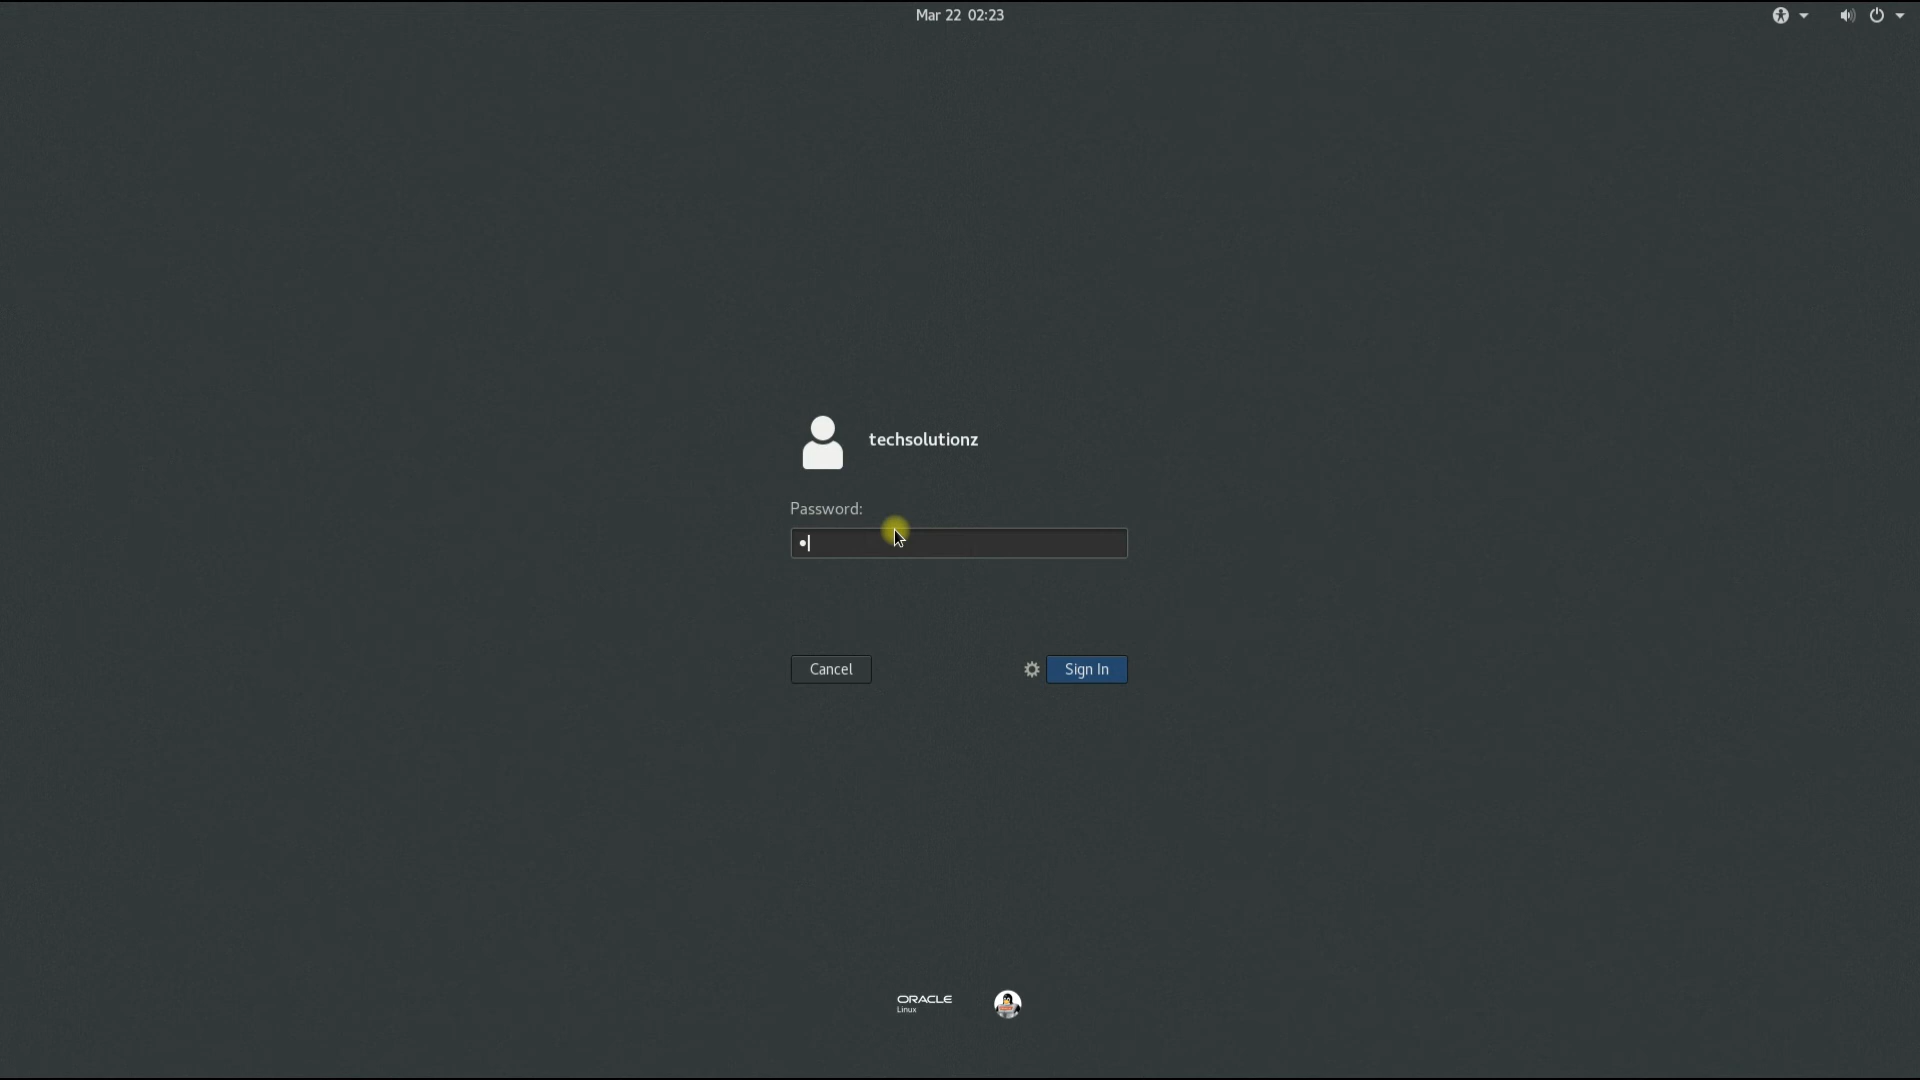 Mar 22 02:23
techsolutionz
Password:
Cancel
Sign In
ORACLE
Linux